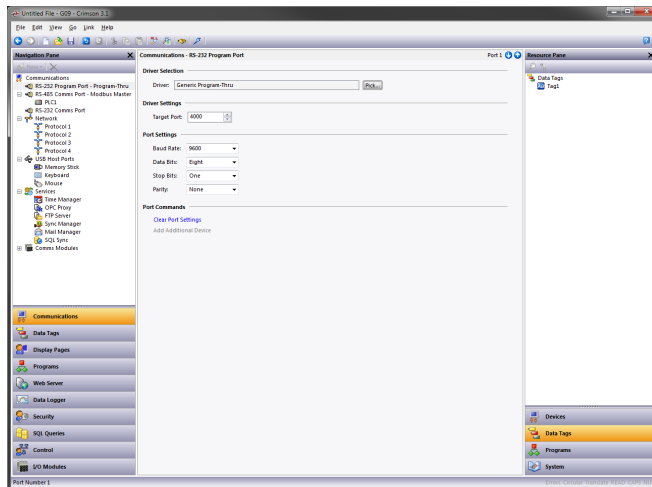 Untitled File - G09 - Crimson 3.1
File Edit View Go Link Help
Navigation Pane
Communications
RS-232 Program Port - Program-Thru
RS-485 Comms Port - Modbus Master
PLC1
RS-232 Comms Port
Network
Protocol 1
Protocol 2
Protocol 3
Protocol 4
USB Host Ports
Memory Stick
Keyboard
Mouse
Services
Time Manager
OPC Proxy
FTP Server
Sync Manager
Mail Manager
SQL Sync
Comms Modules
Communications
Data Tags
Display Pages
Programs
Web Server
Data Logger
Security
SQL Queries
Control
I/O Modules
Communications - RS-232 Program Port
Port 1
Driver Selection
Driver: Generic Program-Thru
Pick...
Driver Settings
Target Port: 4000
Port Settings
Baud Rate: 9600
Data Bits: Eight
Stop Bits: One
Parity: None
Port Commands
Clear Port Settings
Add Additional Device
Resource Pane
Data Tags
Tag1
Devices
Data Tags
Programs
System
Port Number 1